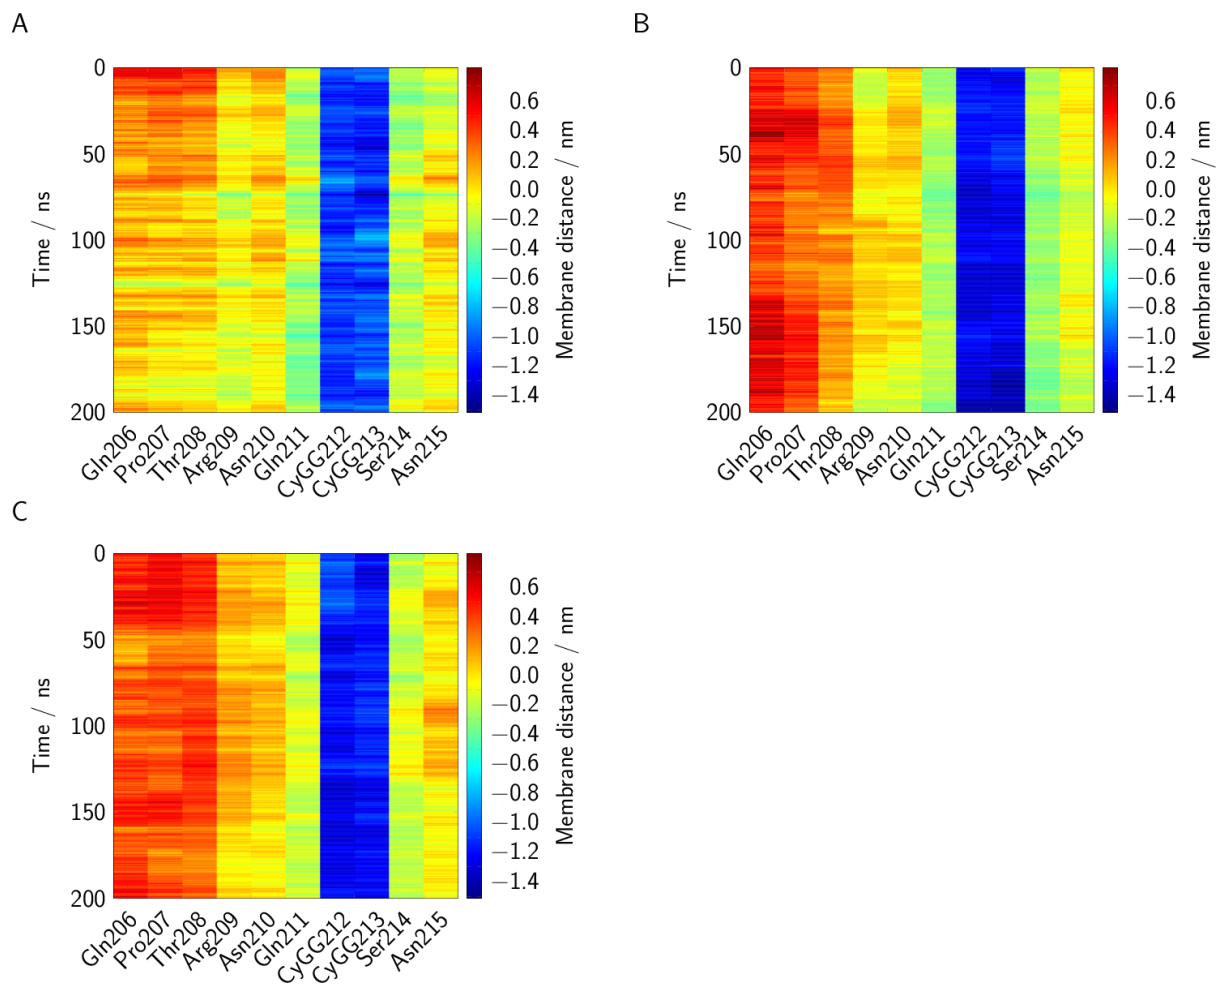 A
0
50
100
150
200
Time / ns
Gln206
Pro207
Thr208
Arg209
Asn210
Gln211
CyGG212
CyGG213
Ser214
Asn215
0.6
0.4
0.2
0.0
−0.2
−0.4
−0.6
−0.8
−1.0
−1.2
−1.4
Membrane distance / nm
B
0
50
100
150
200
Time / ns
Gln206
Pro207
Thr208
Arg209
Asn210
Gln211
CyGG212
CyGG213
Ser214
Asn215
0.6
0.4
0.2
0.0
−0.2
−0.4
−0.6
−0.8
−1.0
−1.2
−1.4
Membrane distance / nm
C
0
50
100
150
200
Time / ns
Gln206
Pro207
Thr208
Arg209
Asn210
Gln211
CyGG212
CyGG213
Ser214
Asn215
0.6
0.4
0.2
0.0
−0.2
−0.4
−0.6
−0.8
−1.0
−1.2
−1.4
Membrane distance / nm